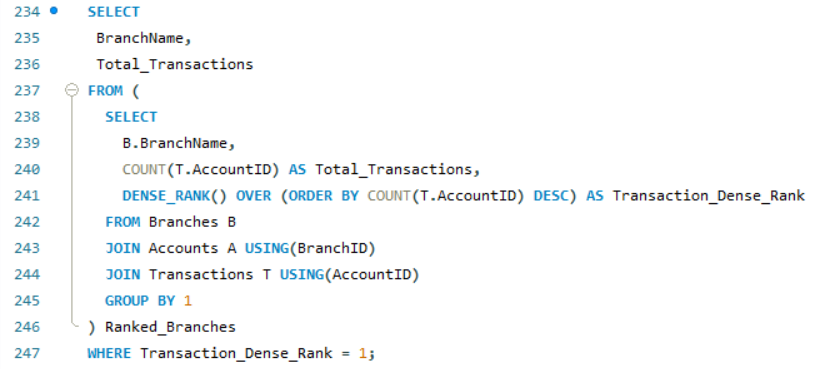 234 SELECT
235 BranchName,
236 Total_Transactions
237 FROM (
238 SELECT
239 B.BranchName,
240 COUNT(T.AccountID) AS Total_Transactions,
241 DENSE_RANK() OVER (ORDER BY COUNT(T.AccountID) DESC) AS Transaction_Dense_Rank
242 FROM Branches B
243 JOIN Accounts A USING(BranchID)
244 JOIN Transactions T USING(AccountID)
245 GROUP BY 1
246 ) Ranked_Branches
247 WHERE Transaction_Dense_Rank = 1;